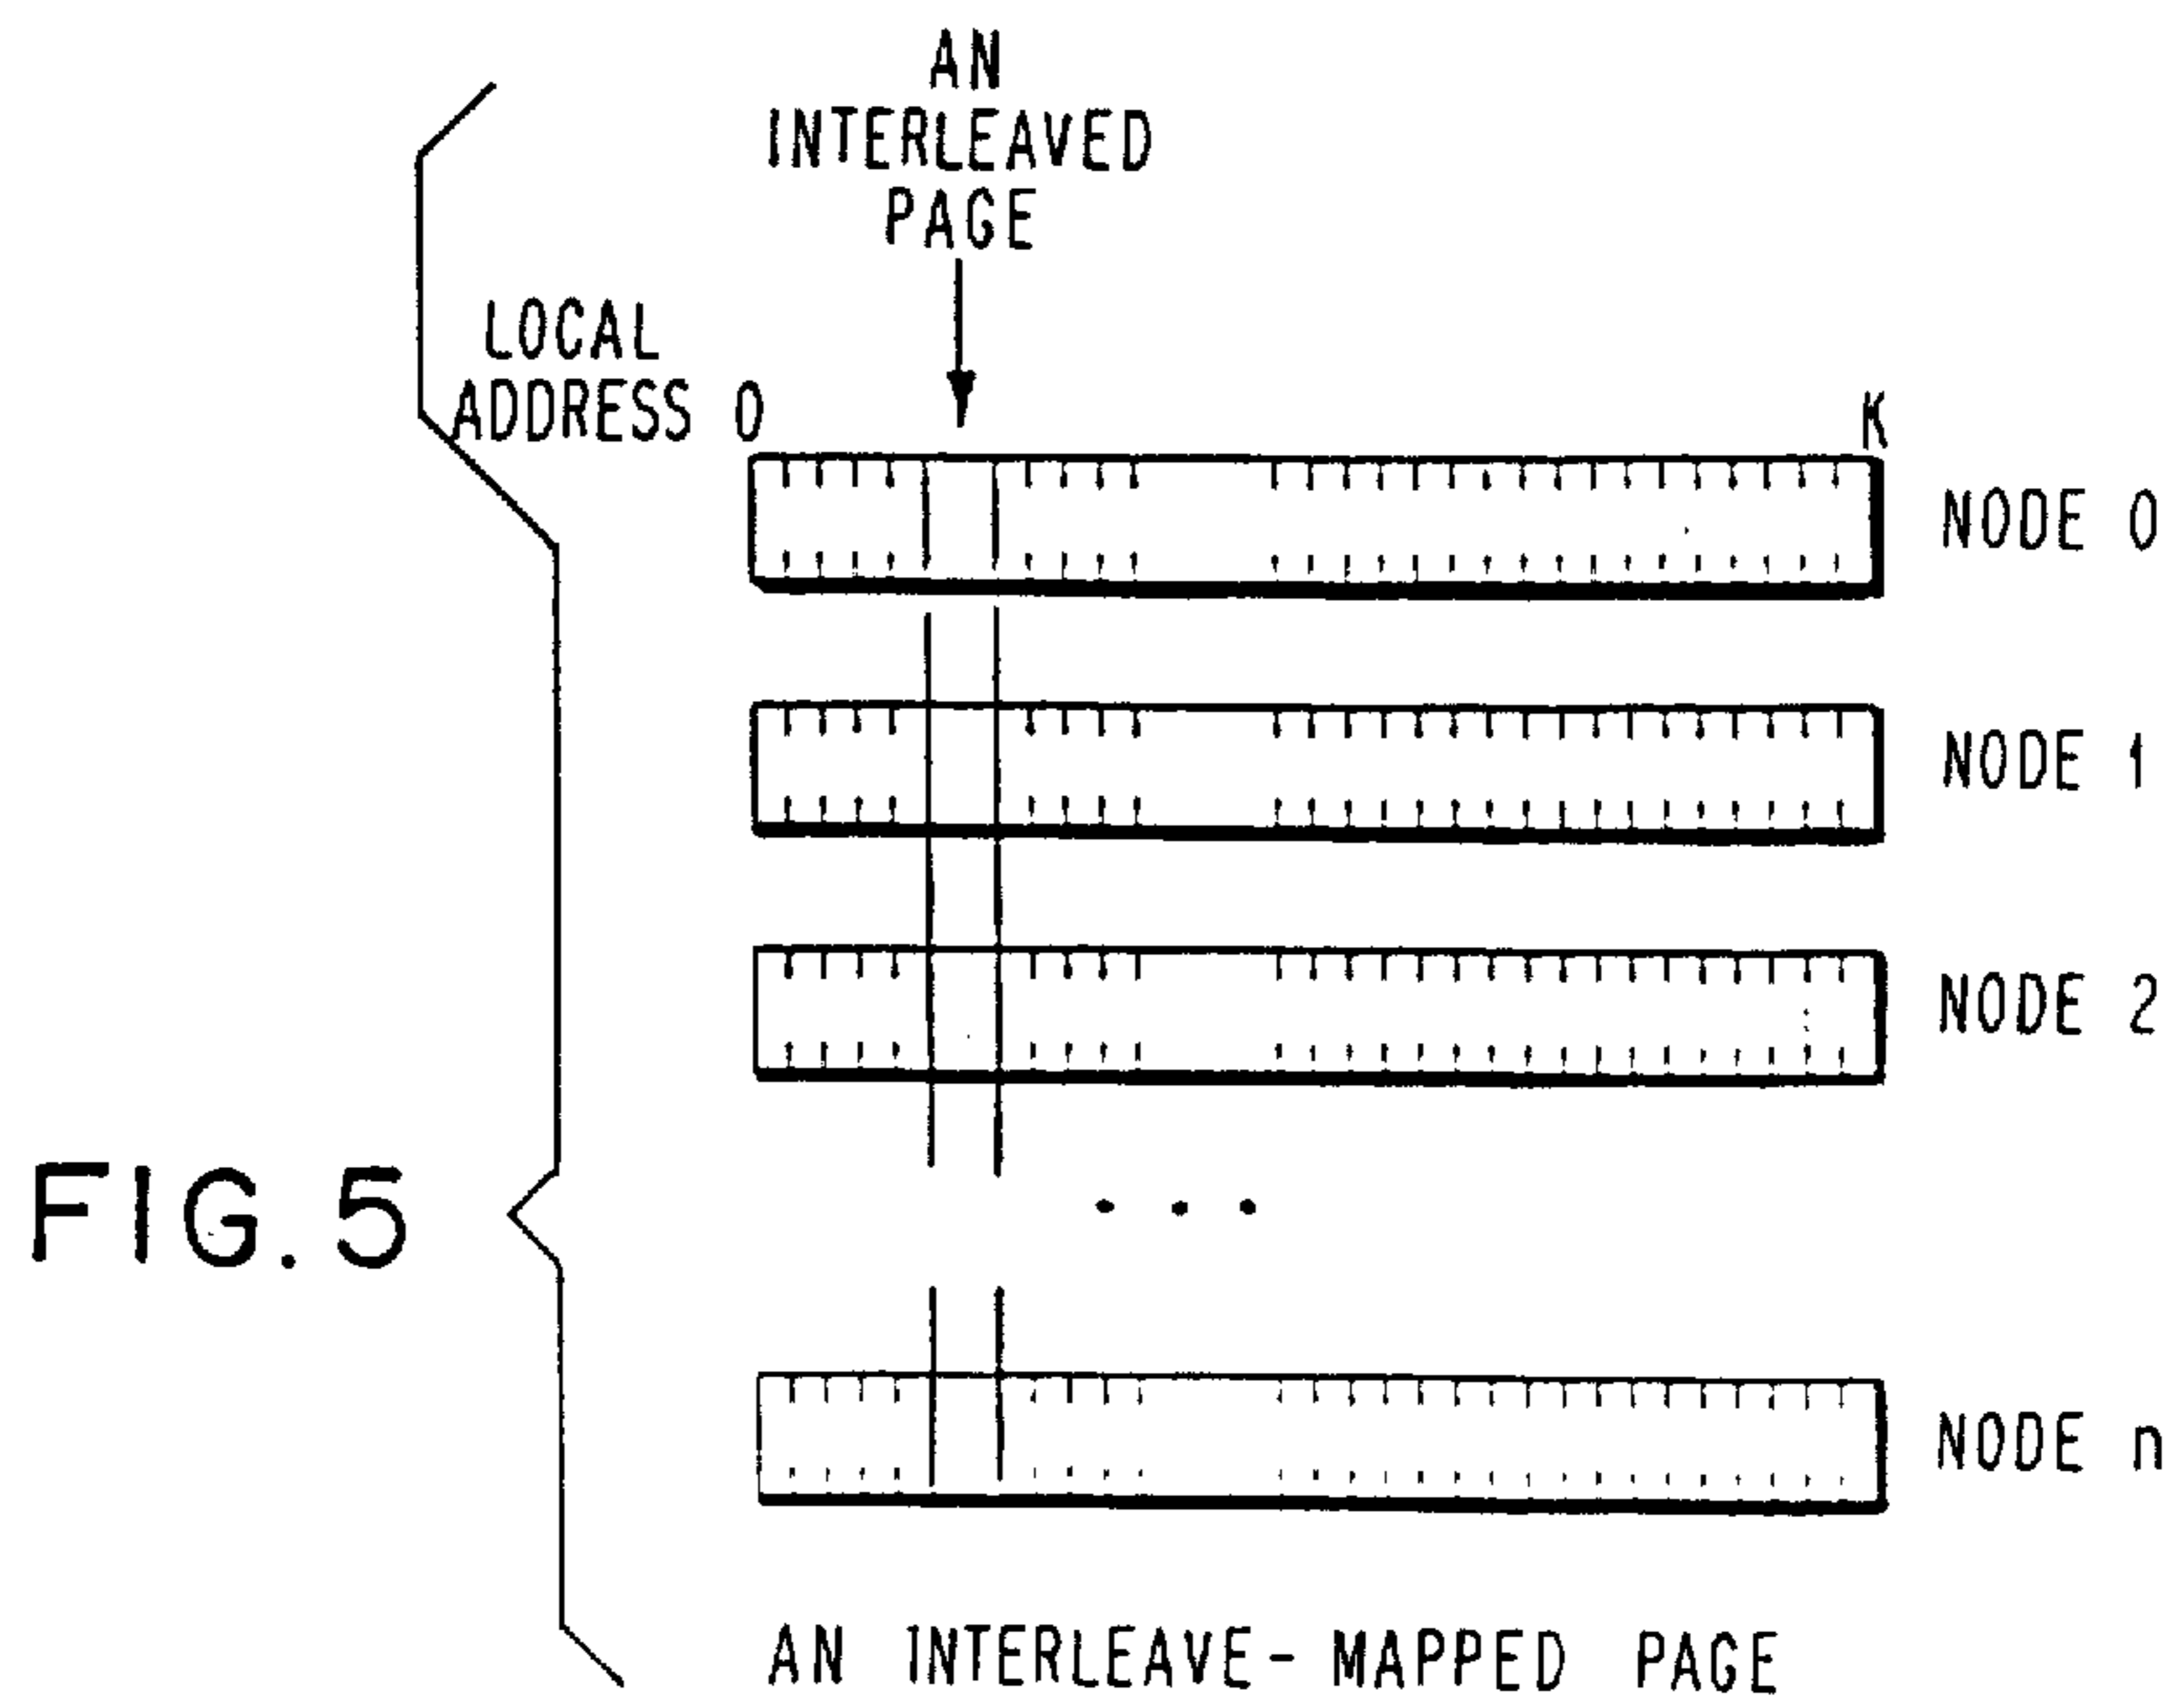 AN
INTERLEAVED
PAGE
LOCAL
ADDRESS 0
K
NODE 0
NODE 1
NODE 2
. . .
FIG. 5
NODE n
AN INTERLEAVE-MAPPED PAGE